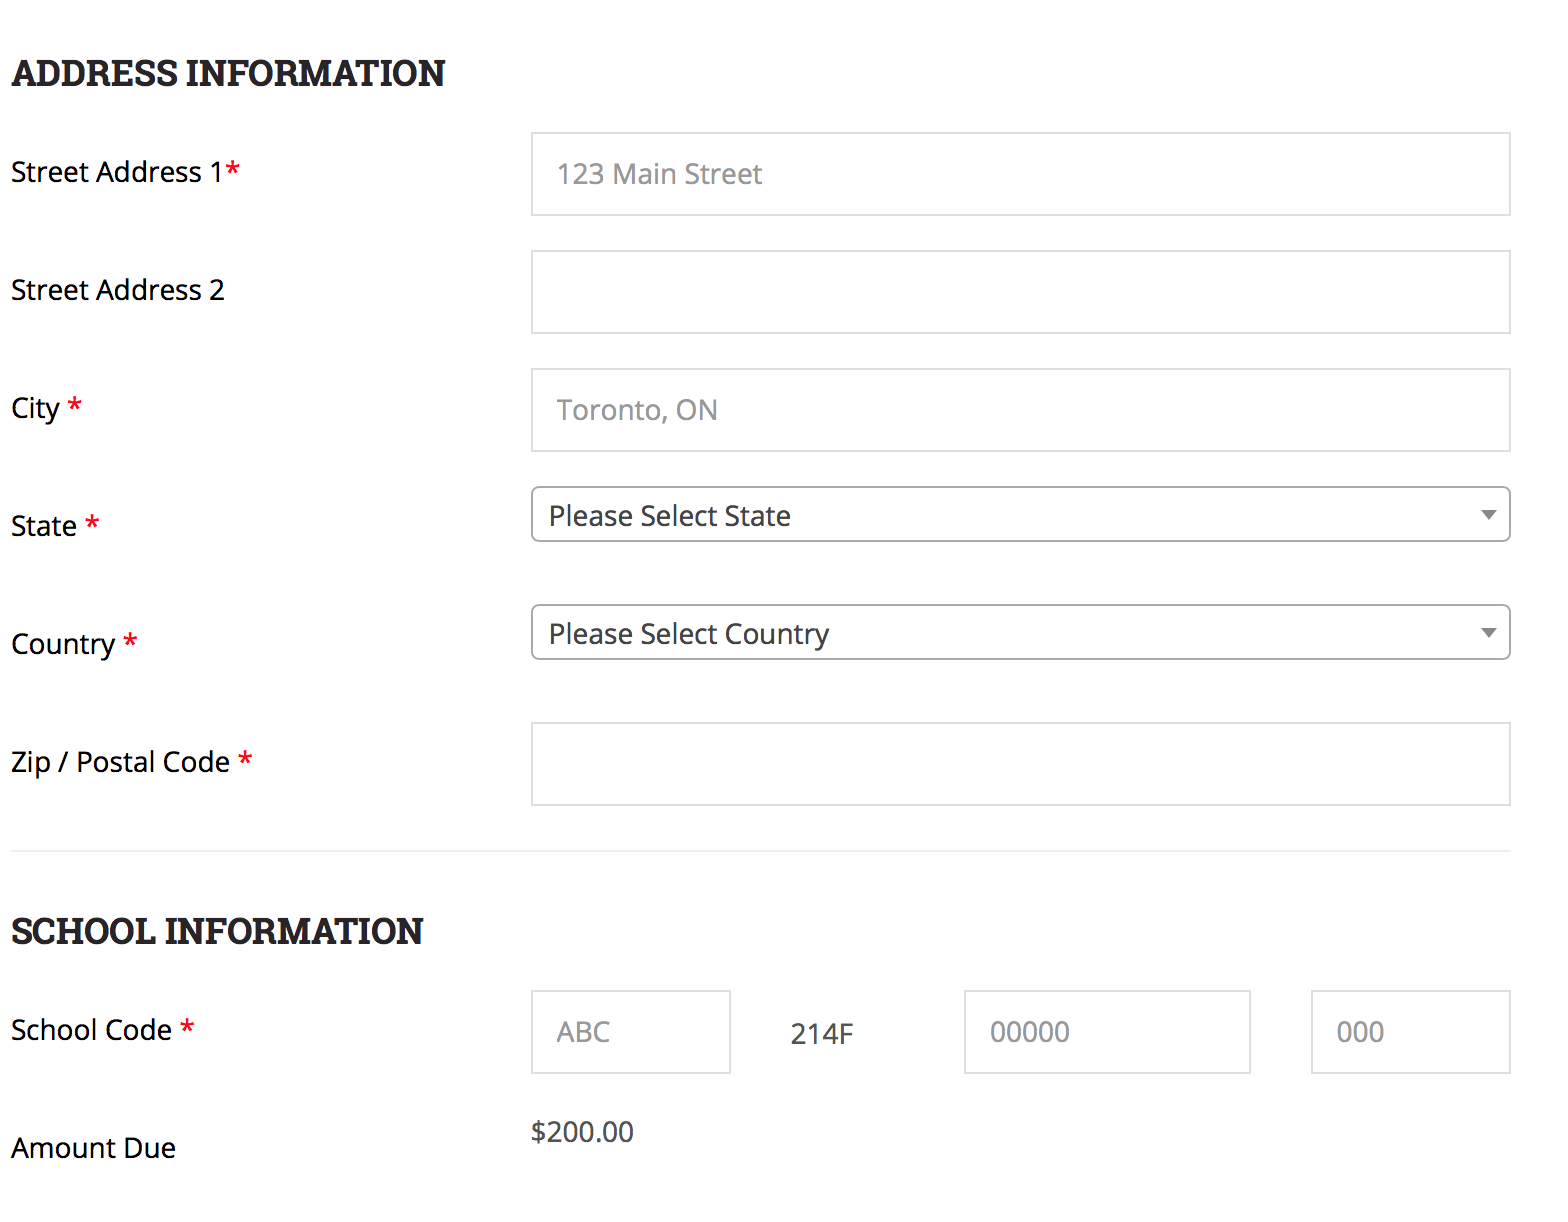 ADDRESS INFORMATION
Street Address 1* 123 Main Street
Street Address 2
City * Toronto, ON
State * Please Select State
Country * Please Select Country
Zip / Postal Code *
SCHOOL INFORMATION
School Code * ABC 214F 00000 000
Amount Due $200.00